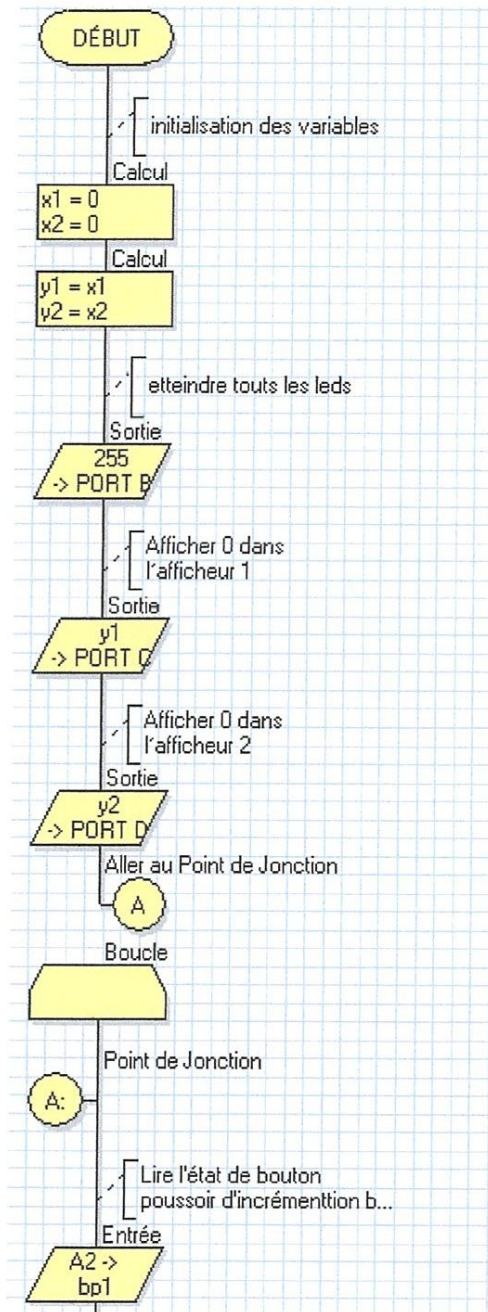 DÉBUT
initialisation des variables
Calcul
x1 = 0
x2 = 0
Calcul
y1 = x1
y2 = x2
etteindre touts les leds
Sortie
255
-> PORT B
Afficher 0 dans
l'afficheur 1
Sortie
y1
-> PORT C
Afficher 0 dans
l'afficheur 2
Sortie
y2
-> PORT D
Aller au Point de Jonction
A
Boucle
Point de Jonction
A:
Lire l'état de bouton
poussoir d'incrémenttion b...
Entrée
A2 ->
bp1